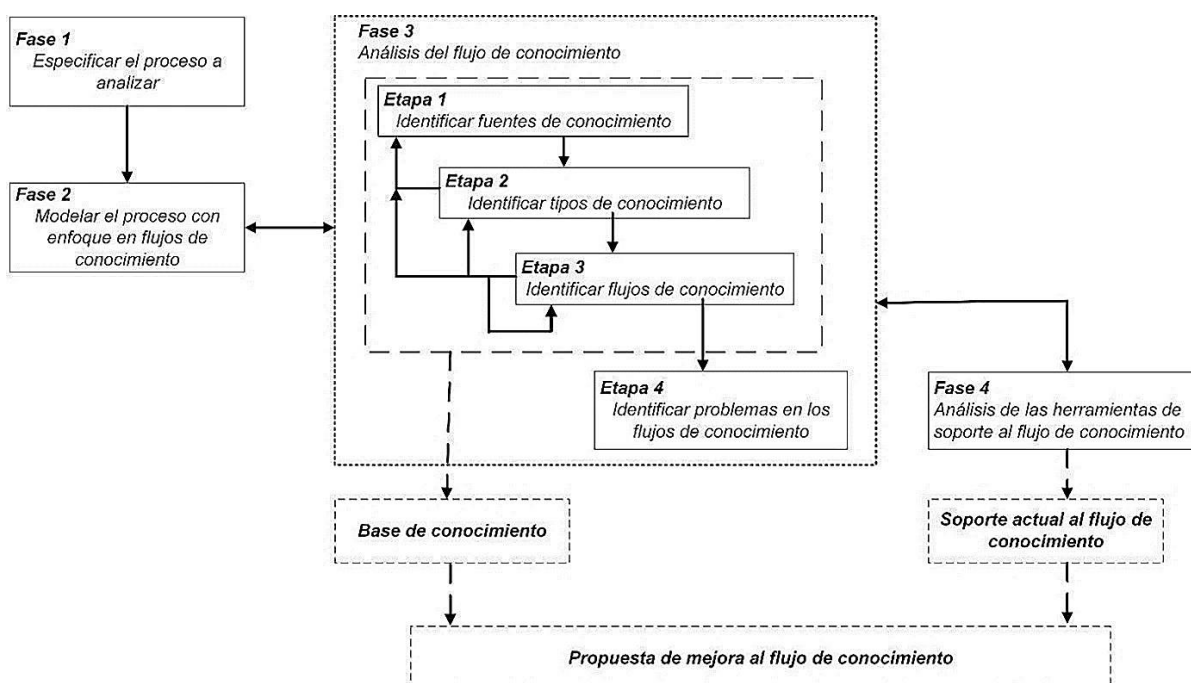 Fase 1
Especificar el proceso a
analizar
Fase 2
Modelar el proceso con
enfoque en flujos de
conocimiento
Fase 3
Análisis del flujo de conocimiento
Etapa 1
Identificar fuentes de conocimiento
Etapa 2
Identificar tipos de conocimiento
Etapa 3
Identificar flujos de conocimiento
Etapa 4
Identificar problemas en los
flujos de conocimiento
Fase 4
Análisis de las herramientas de
soporte al flujo de conocimiento
Base de conocimiento
Soporte actual al flujo de
conocimiento
Propuesta de mejora al flujo de conocimiento